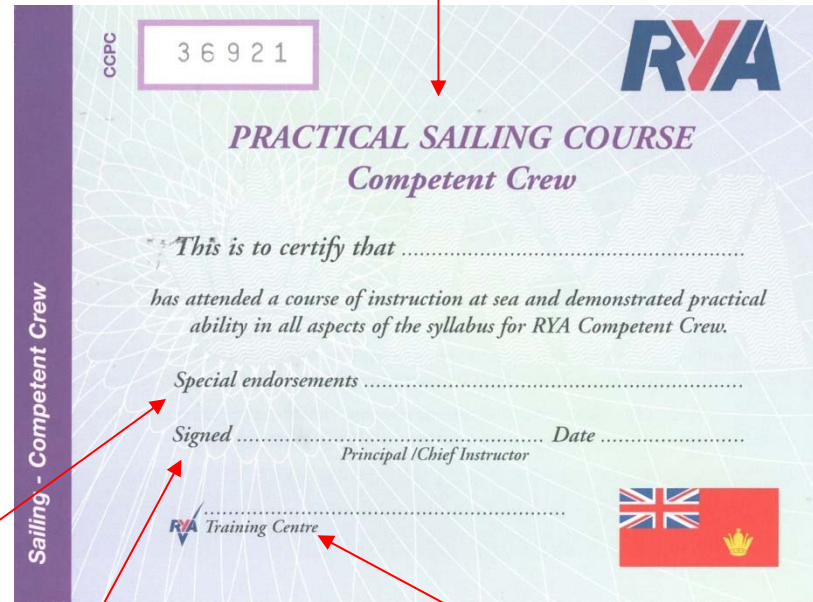 CCPC
36921
RYA
PRACTICAL SAILING COURSE
Competent Crew
This is to certify that ..........................................................
has attended a course of instruction at sea and demonstrated practical
ability in all aspects of the syllabus for RYA Competent Crew.
Special endorsements ................................................................
Signed .................................................... Date ........................
Principal /Chief Instructor
.............................................................
RYA Training Centre
Sailing - Competent Crew
RYA